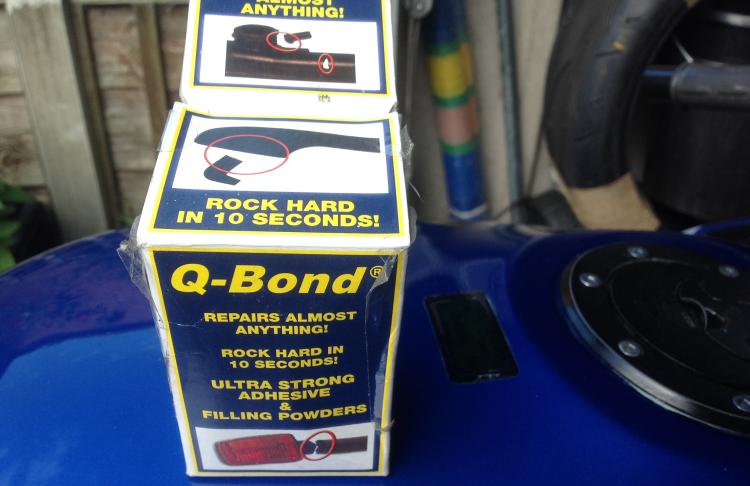 ALMOST
ANYTHING!
ROCK HARD
IN 10 SECONDS!
Q-Bond®
REPAIRS ALMOST
ANYTHING!
ROCK HARD IN
10 SECONDS!
ULTRA STRONG
ADHESIVE
&
FILLING POWDERS